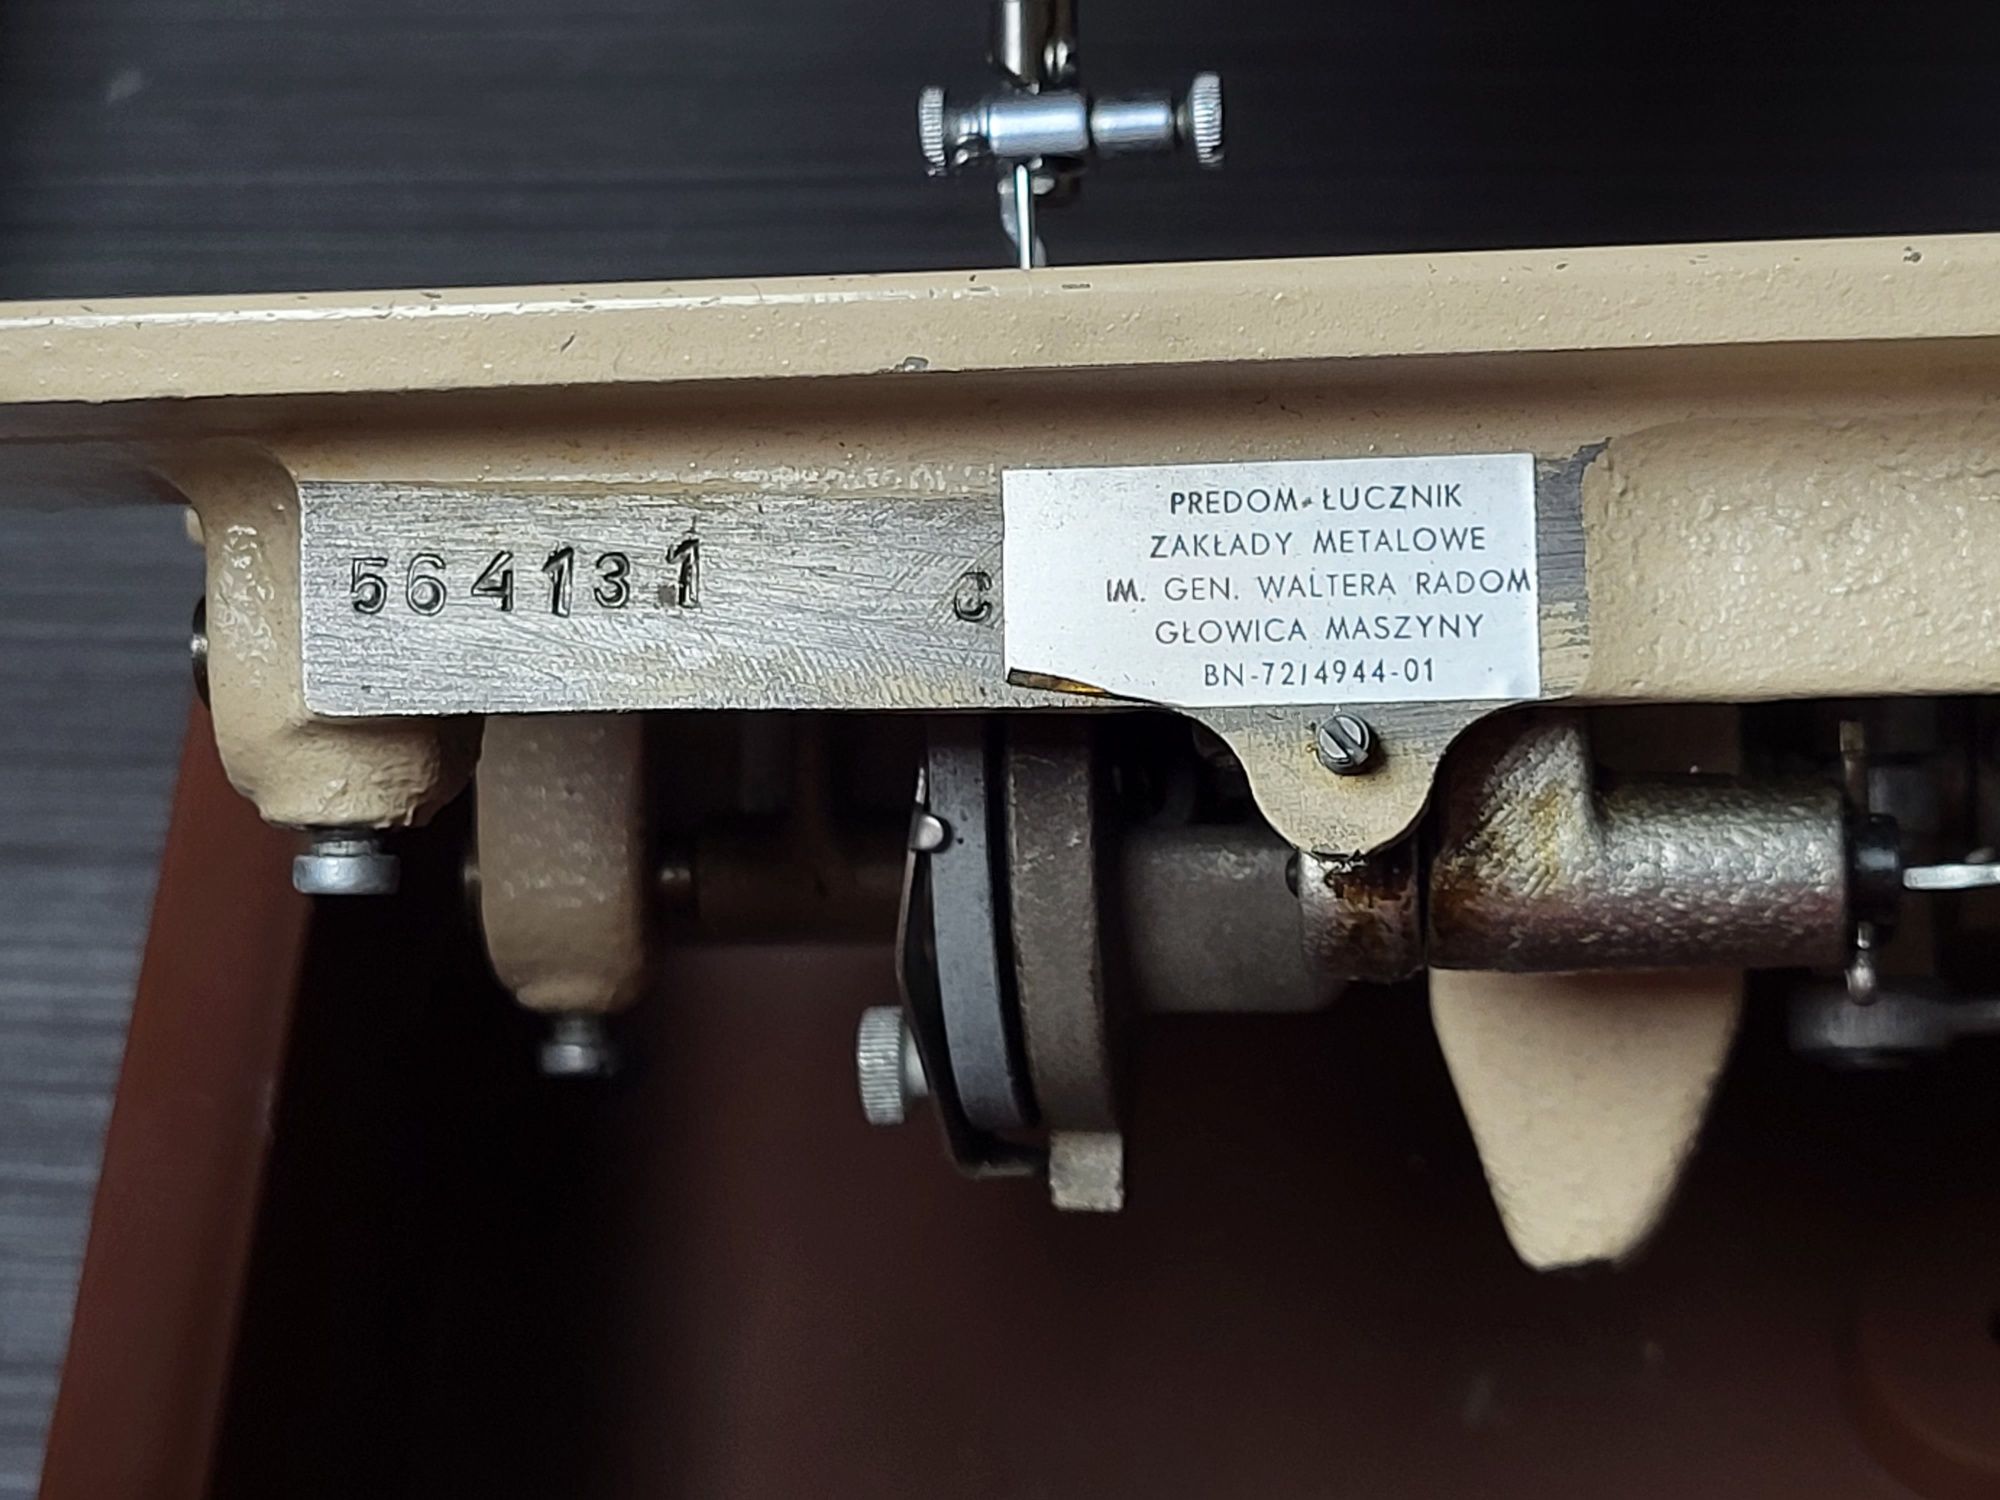 564131
C
PREDOM-ŁUCZNIK
ZAKŁADY METALOWE
IM. GEN. WALTERA RADOM
GŁOWICA MASZYNY
BN-72/4944-01